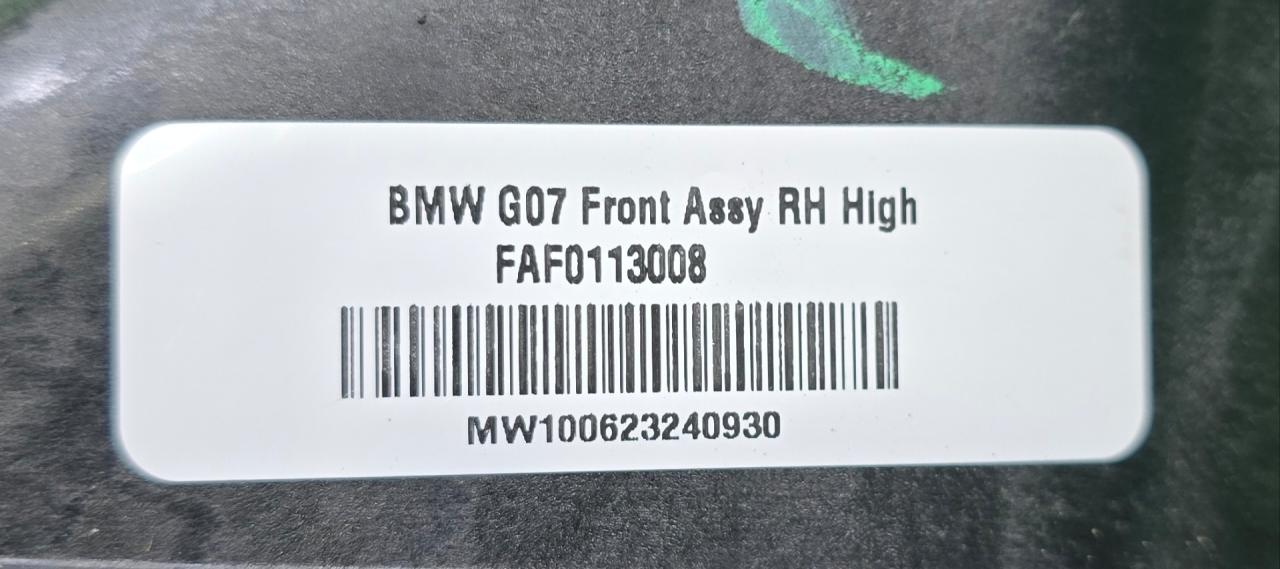 BMW G07 Front Assy RH High
FAF0113008
MW100623240930